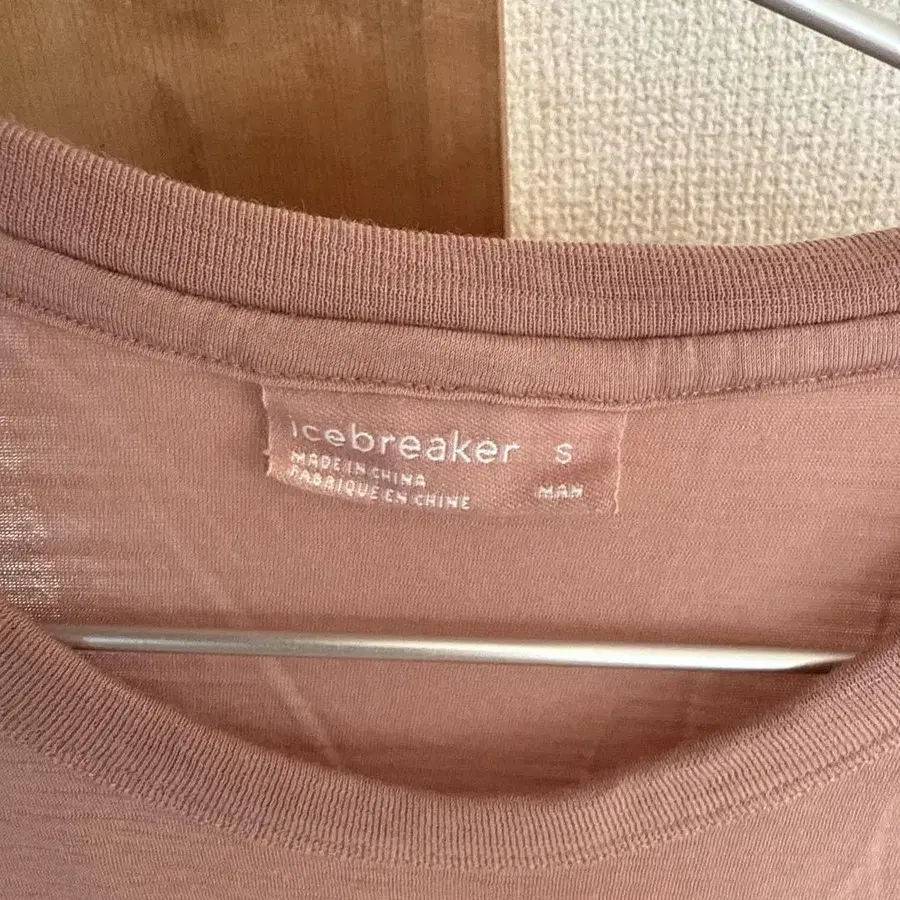 icebreaker S
MADE IN CHINA
FABRIQUE EN CHINE MAN